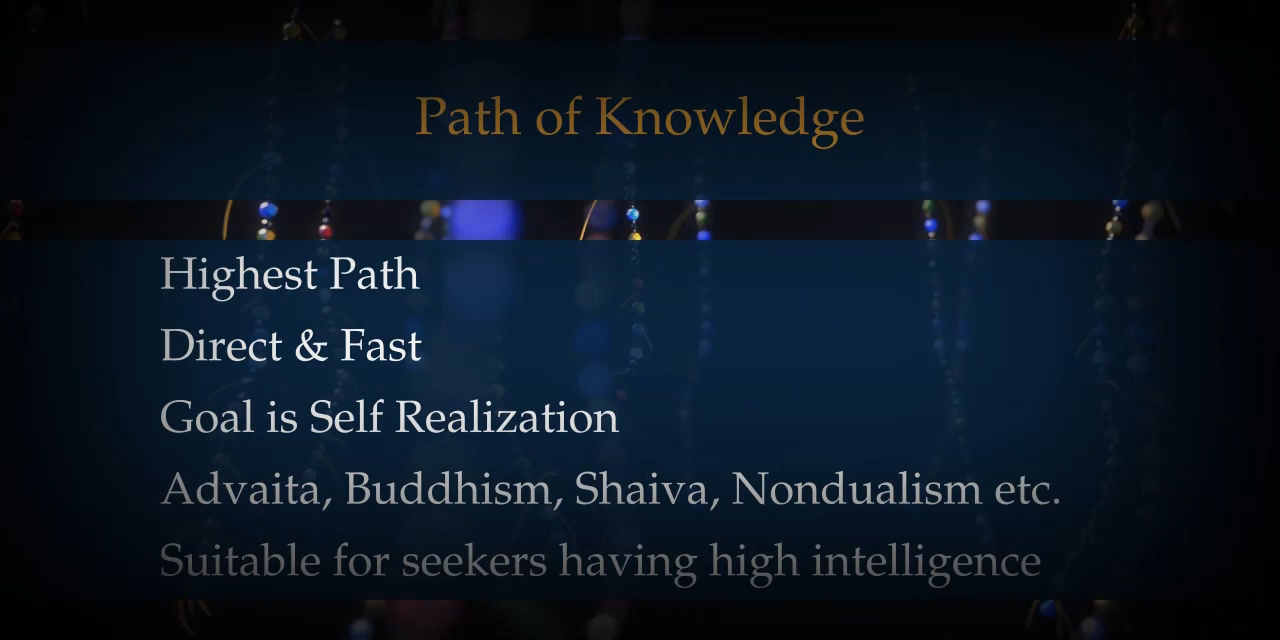 Path of Knowledge
Highest Path
Direct & Fast
Goal is Self Realization
Advaita, Buddhism, Shaiva, Nondualism etc.
Suitable for seekers having high intelligence